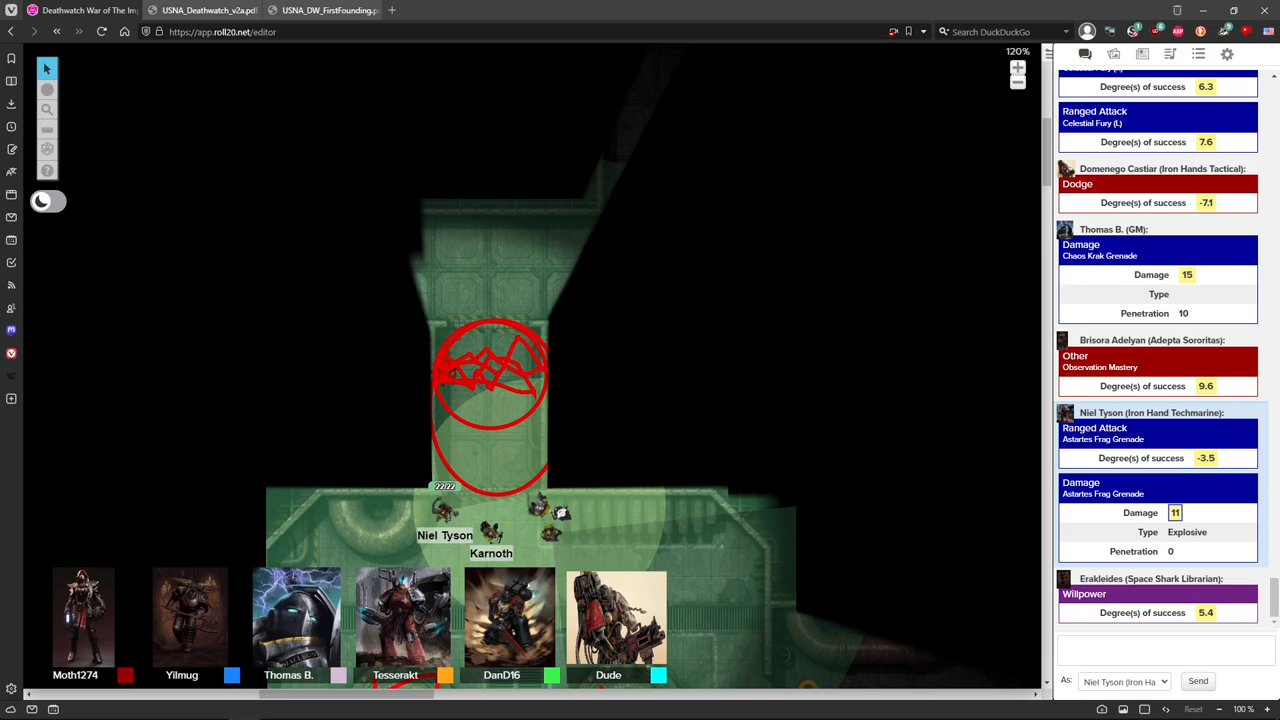 Deathwatch War of The Imp
USNA_Deathwatch_v2a.pdf
USNA_DW_FirstFounding.p
https://app.roll20.net/editor
Search DuckDuckGo
120%
Degree(s) of success 6.3
Ranged Attack
Celestial Fury (L)
Degree(s) of success 7.6
Domenego Castiar (Iron Hands Tactical):
Dodge
Degree(s) of success -7.1
Thomas B. (GM):
Damage
Chaos Krak Grenade
Damage 15
Type
Penetration 10
Brisora Adelyan (Adepta Sororitas):
Other
Observation Mastery
Degree(s) of success 9.6
Niel Tyson (Iron Hand Techmarine):
Ranged Attack
Astartes Frag Grenade
Degree(s) of success -3.5
Damage
Astartes Frag Grenade
Damage 11
Type Explosive
Penetration 0
Erakleides (Space Shark Librarian):
Willpower
Degree(s) of success 5.4
22/22
Niel Tyson
Karnoth
Moth1274
Yilmug
Thomas B.
Tesserakt
DanD16
Dude
As: Niel Tyson (Iron Ha
Send
Reset
100 %